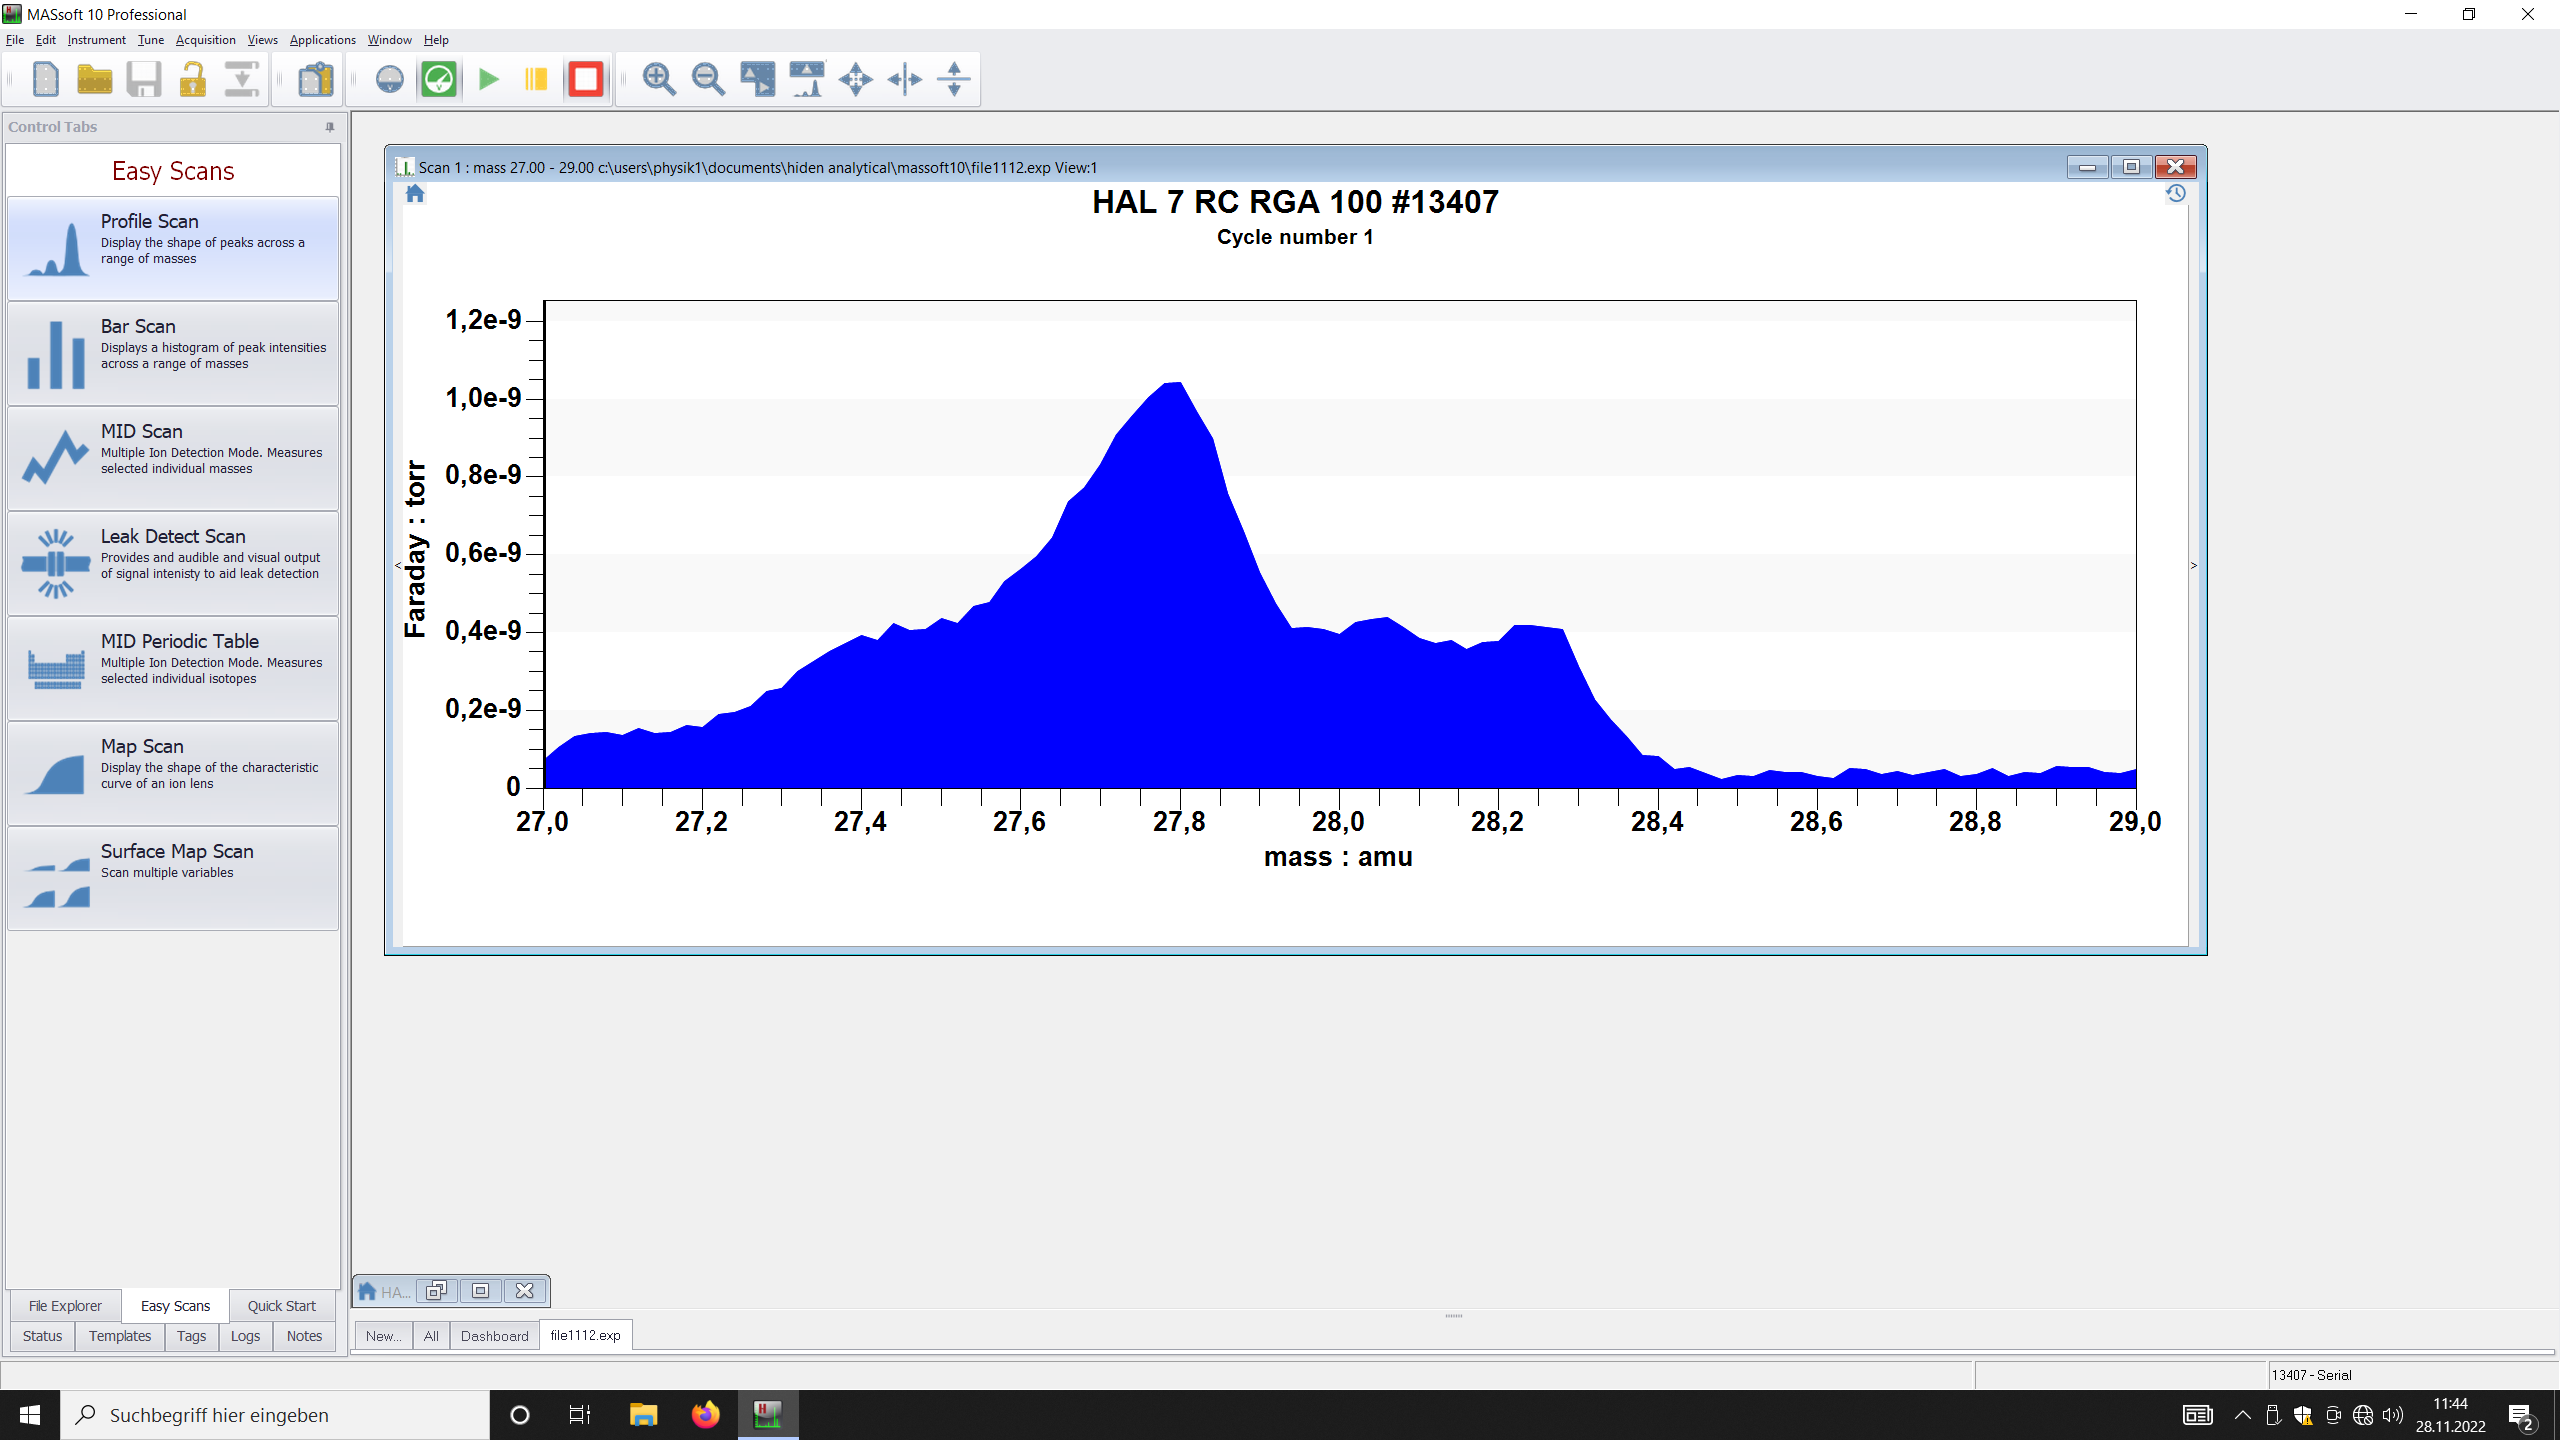 MASsoft 10 Professional
File Edit Instrument Tune Acquisition Views Applications Window Help
Control Tabs
Easy Scans
Profile Scan
Display the shape of peaks across a
range of masses
Bar Scan
Displays a histogram of peak intensities
across a range of masses
MID Scan
Multiple Ion Detection Mode. Measures
selected individual masses
Leak Detect Scan
Provides and audible and visual output
of signal intenisty to aid leak detection
MID Periodic Table
Multiple Ion Detection Mode. Measures
selected individual isotopes
Map Scan
Display the shape of the characteristic
curve of an ion lens
Surface Map Scan
Scan multiple variables
File Explorer Easy Scans Quick Start
Status Templates Tags Logs Notes
Scan 1 : mass 27.00 - 29.00 c:\users\physik1\documents\hiden analytical\massoft10\file1112.exp View:1
HAL 7 RC RGA 100 #13407
Cycle number 1
Faraday : torr
1,2e-9
1,0e-9
0,8e-9
0,6e-9
0,4e-9
0,2e-9
0
27,0 27,2 27,4 27,6 27,8 28,0 28,2 28,4 28,6 28,8 29,0
mass : amu
< >
HA...
New... All Dashboard file1112.exp
13407 - Serial
Suchbegriff hier eingeben
11:44
28.11.2022
2